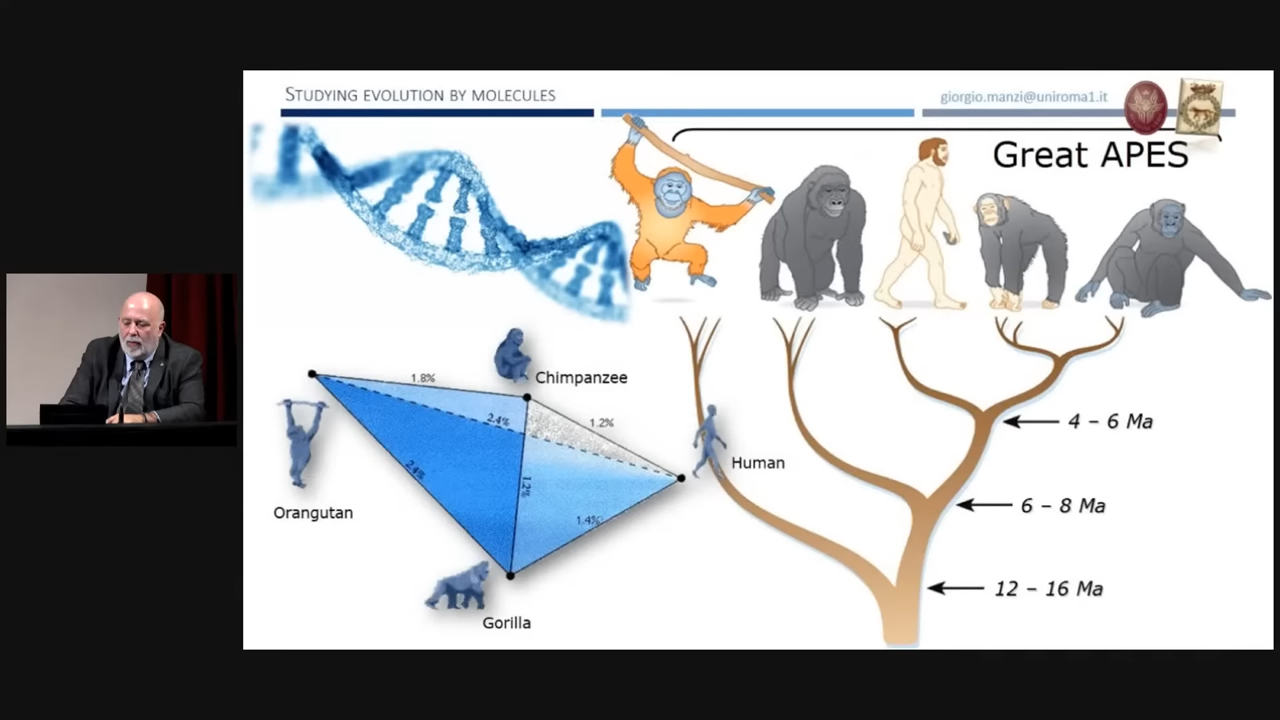 STUDYING EVOLUTION BY MOLECULES
giorgio.manzi@uniroma1.it
Great APES
Chimpanzee
1.8%
2.4%
1.2%
Human
4 – 6 Ma
2.4%
1.2%
6 – 8 Ma
Orangutan
1.4%
12 – 16 Ma
Gorilla